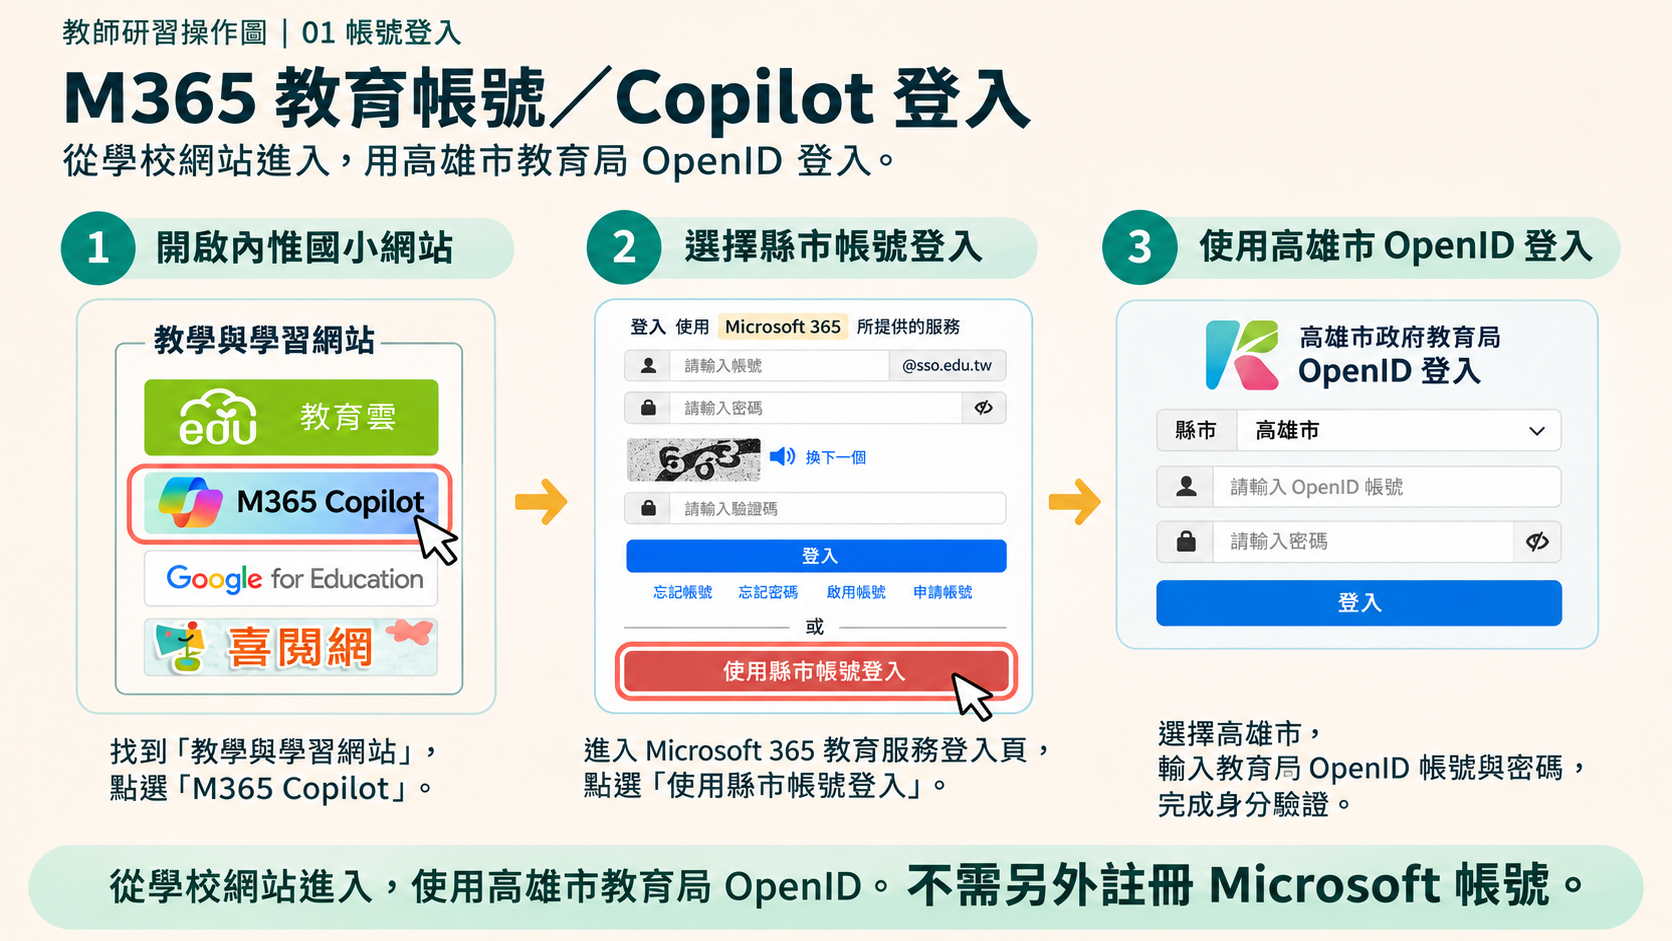 教師研習操作圖｜01 帳號登入
M365 教育帳號／Copilot 登入
從學校網站進入，用高雄市教育局 OpenID 登入。
1 開啟內惟國小網站
教學與學習網站
edu 教育雲
M365 Copilot
Google for Education
喜閱網
找到「教學與學習網站」，
點選「M365 Copilot」。
2 選擇縣市帳號登入
登入 使用 Microsoft 365 所提供的服務
請輸入帳號 @sso.edu.tw
請輸入密碼
663 換下一個
請輸入驗證碼
登入
忘記帳號 忘記密碼 啟用帳號 申請帳號
或
使用縣市帳號登入
進入 Microsoft 365 教育服務登入頁，
點選「使用縣市帳號登入」。
3 使用高雄市 OpenID 登入
高雄市政府教育局
OpenID 登入
縣市 高雄市
請輸入 OpenID 帳號
請輸入密碼
登入
選擇高雄市，
輸入教育局 OpenID 帳號與密碼，
完成身分驗證。
從學校網站進入，使用高雄市教育局 OpenID。不需另外註冊 Microsoft 帳號。